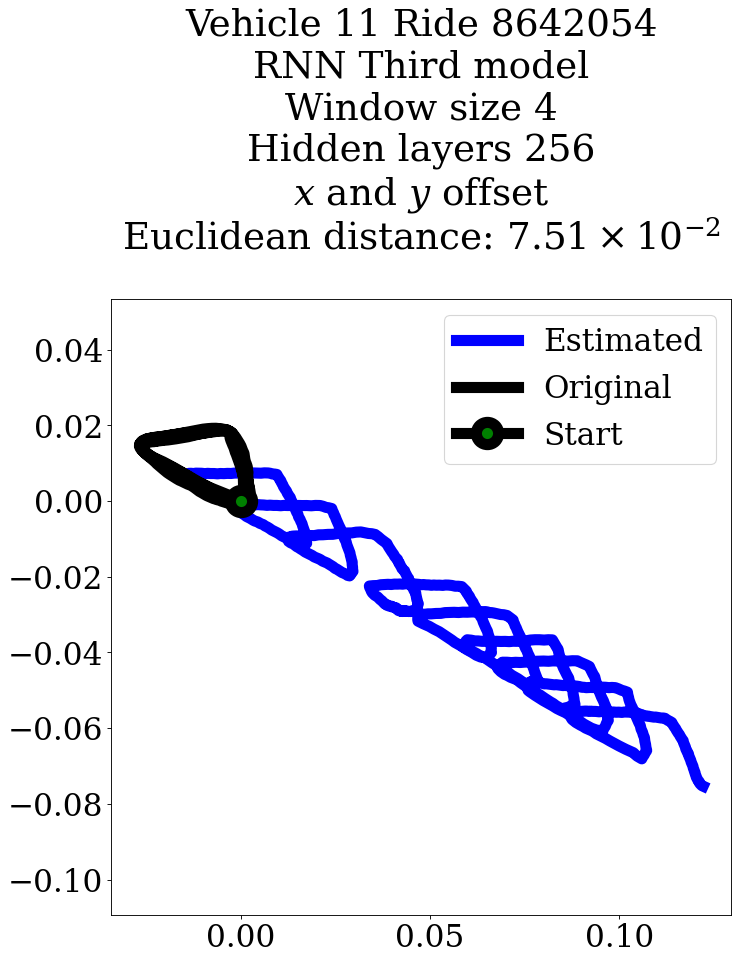 Vehicle 11 Ride 8642054
RNN Third model
Window size 4
Hidden layers 256
x and y offset
Euclidean distance: 7.51 × 10⁻²
Estimated
Original
Start
0.04
0.02
0.00
−0.02
−0.04
−0.06
−0.08
−0.10
0.00 0.05 0.10